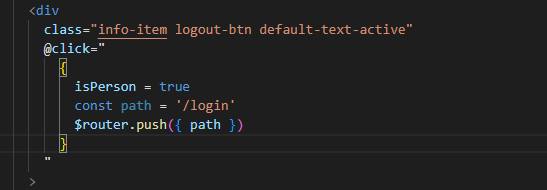 <div
class="info-item logout-btn default-text-active"
@click="
{
isPerson = true
const path = '/login'
$router.push({ path })
}
"
>